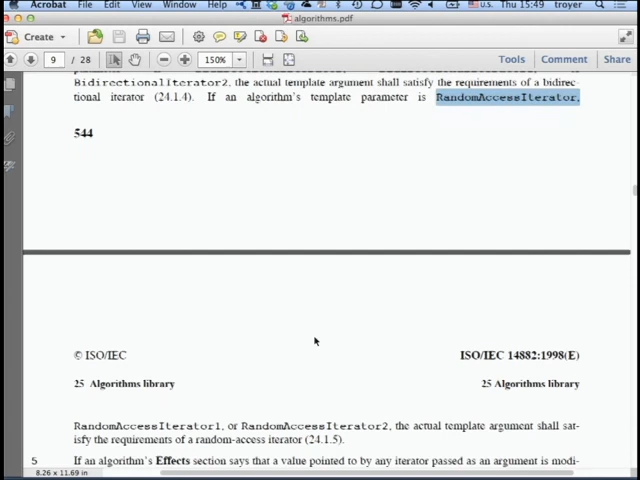 Acrobat File Edit View Window Help U.S. Thu 15:49 troyer
algorithms.pdf
Create
9 / 28 150% Tools Comment Share
BidirectionalIterator2, the actual template argument shall satisfy the requirements of a bidirec-
tional iterator (24.1.4). If an algorithm's template parameter is RandomAccessIterator,
544
© ISO/IEC ISO/IEC 14882:1998(E)
25 Algorithms library 25 Algorithms library
RandomAccessIterator1, or RandomAccessIterator2, the actual template argument shall sat-
isfy the requirements of a random-access iterator (24.1.5).
5 If an algorithm's Effects section says that a value pointed to by any iterator passed as an argument is modi-
8.26 x 11.69 in